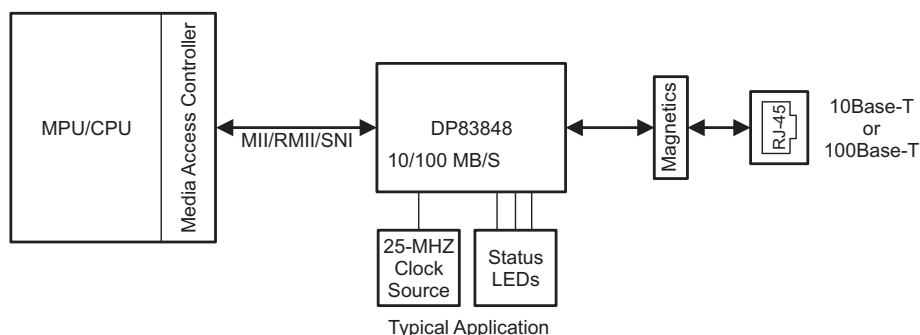 MPU/CPU
Media Access Controller
MII/RMII/SNI
DP83848
10/100 MB/S
Magnetics
RJ-45
10Base-T
or
100Base-T
25-MHZ
Clock
Source
Status
LEDs
Typical Application